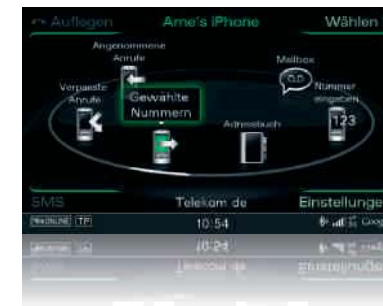 Auflegen Arne's iPhone Wählen
Angenommene
Anrufe
Mailbox
Verpasste
Anrufe
Nummer
eingeben
Gewählte
Nummern
123
Adressbuch
SMS Telekom.de Einstellunge
TP 10:54